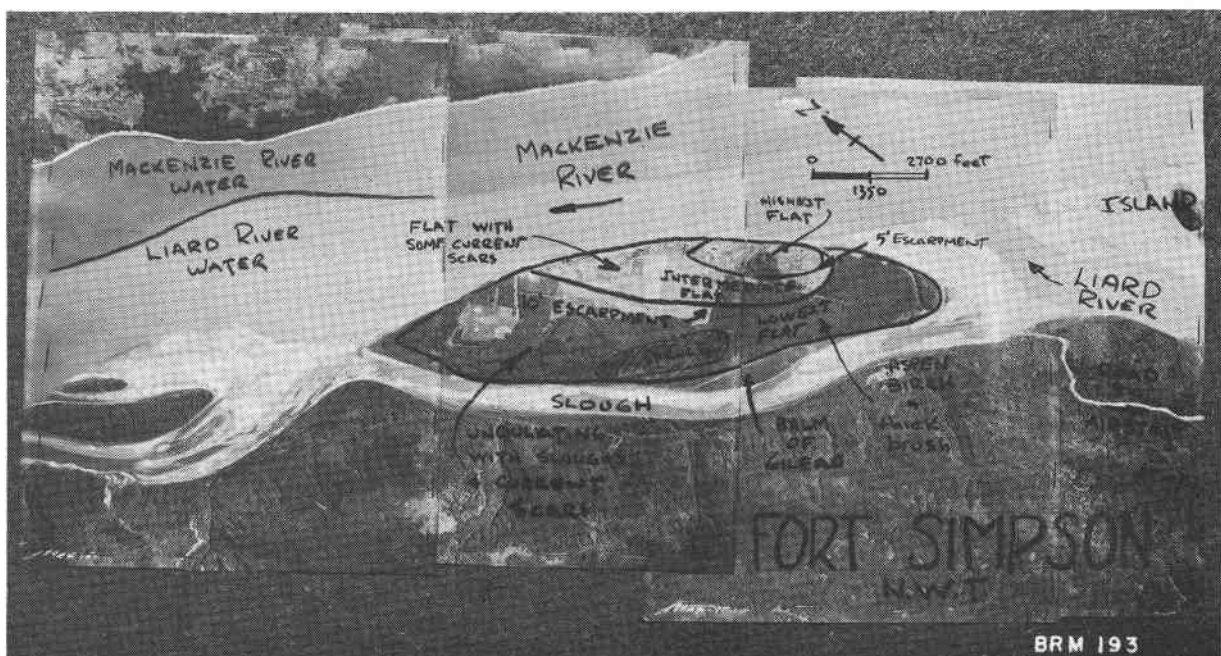 MACKENZIE RIVER
WATER
LIARD RIVER
WATER
MACKENZIE
RIVER
N
0
2700 feet
1350
HIGHEST
FLAT
ISLAND
FLAT WITH
SOME CURRENT
SCARS
5' ESCARPMENT
LIARD
RIVER
INTERMEDIATE
FLAT
10' ESCARPMENT
LOWEST
FLAT
SLOUGH
ASPEN
BIRCH
+
thick
brush
BALM
OF
GILEAD
ROAD
TO
AIRSTRIP
UNDULATING
WITH SLOUGHS
+ CURRENT
SCARS
FORT SIMPSON
N.W.T
BRM 193